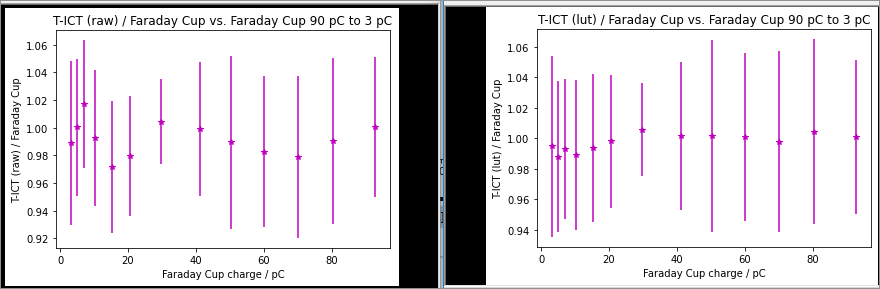 T-ICT (raw) / Faraday Cup vs. Faraday Cup 90 pC to 3 pC
T-ICT (raw) / Faraday Cup
1.06
1.04
1.02
1.00
0.98
0.96
0.94
0.92
0 20 40 60 80
Faraday Cup charge / pC
T-ICT (lut) / Faraday Cup vs. Faraday Cup 90 pC to 3 pC
T-ICT (lut) / Faraday Cup
1.06
1.04
1.02
1.00
0.98
0.96
0.94
0 20 40 60 80
Faraday Cup charge / pC